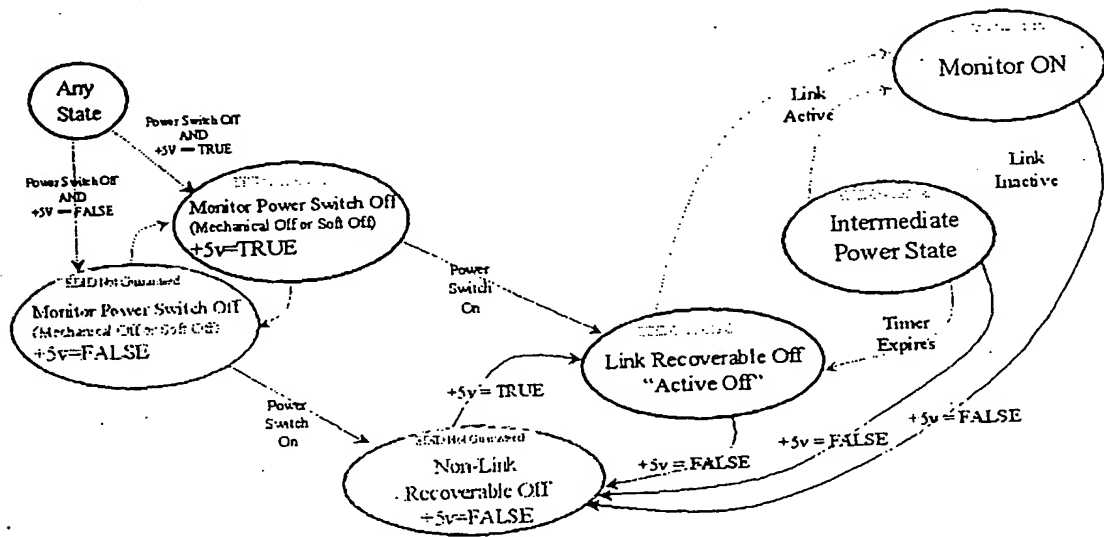 Monitor ON
Any
State
Link
Active
Power Switch Off
AND
+5V = TRUE
Power Switch Off
AND
+5V = FALSE
Link
Inactive
Monitor Power Switch Off
(Mechanical Off or Soft Off)
+5v=TRUE
Intermediate
Power State
EDID Not Guaranteed
Monitor Power Switch Off
(Mechanical Off or Soft Off)
+5v=FALSE
Power
Switch
On
Timer
Expires
Link Recoverable Off
“Active Off”
+5v = TRUE
Power
Switch
On
+5v = FALSE
+5v = FALSE
+5v = FALSE
EDID Not Guaranteed
Non-Link
Recoverable Off
+5v=FALSE